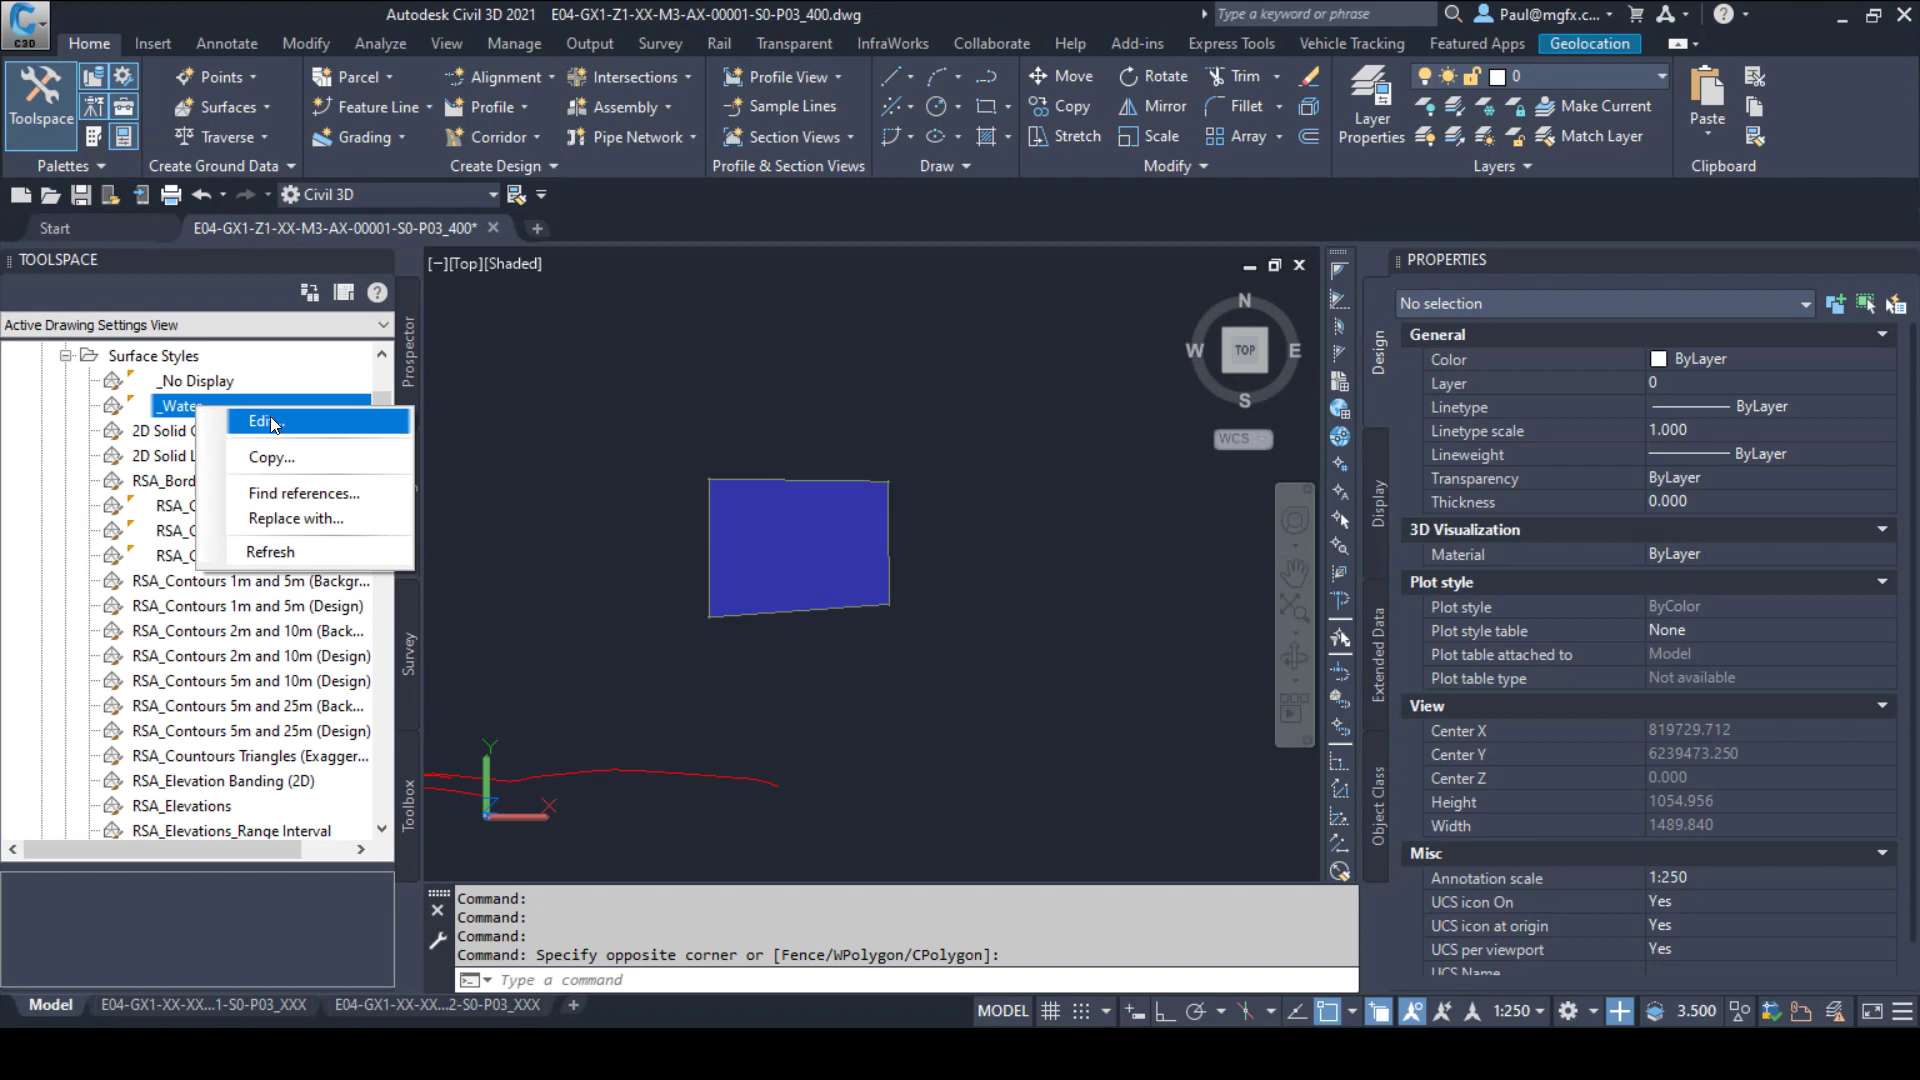 Autodesk Civil 3D 2021 E04-GX1-Z1-XX-M3-AX-00001-S0-P03_400.dwg
Type a keyword or phrase
Paul@mgfx.c...
C3D
Home Insert Annotate Modify Analyze View Manage Output Survey Rail Transparent InfraWorks Collaborate Help Add-ins Express Tools Vehicle Tracking Featured Apps Geolocation
Toolspace
Points
Surfaces
Traverse
Parcel
Feature Line
Grading
Alignment
Profile
Corridor
Intersections
Assembly
Pipe Network
Profile View
Sample Lines
Section Views
Move Rotate Trim
Copy Mirror Fillet
Stretch Scale Array
Layer
Properties
0
Make Current
Match Layer
Paste
Palettes
Create Ground Data
Create Design
Profile & Section Views
Draw
Modify
Layers
Clipboard
Civil 3D
Start
E04-GX1-Z1-XX-M3-AX-00001-S0-P03_400*
TOOLSPACE
Active Drawing Settings View
Surface Styles
_No Display
_Wate
2D Solid
2D Solid L
RSA_Bord
RSA_C
RSA_C
RSA_C
RSA_Contours 1m and 5m (Backgr...
RSA_Contours 1m and 5m (Design)
RSA_Contours 2m and 10m (Back...
RSA_Contours 2m and 10m (Design)
RSA_Contours 5m and 10m (Design)
RSA_Contours 5m and 25m (Back...
RSA_Contours 5m and 25m (Design)
RSA_Countours Triangles (Exagger...
RSA_Elevation Banding (2D)
RSA_Elevations
RSA_Elevations_Range Interval
Edi...
Copy...
Find references...
Replace with...
Refresh
Prospector
Survey
Toolbox
[−][Top][Shaded]
N
W TOP E
S
WCS
Y
X
Z
Command:
Command:
Command:
Command: Specify opposite corner or [Fence/WPolygon/CPolygon]:
Type a command
PROPERTIES
No selection
Design
Display
Extended Data
Object Class
General
Color ByLayer
Layer 0
Linetype ByLayer
Linetype scale 1.000
Lineweight ByLayer
Transparency ByLayer
Thickness 0.000
3D Visualization
Material ByLayer
Plot style
Plot style ByColor
Plot style table None
Plot table attached to Model
Plot table type Not available
View
Center X 819729.712
Center Y 6239473.250
Center Z 0.000
Height 1054.956
Width 1489.840
Misc
Annotation scale 1:250
UCS icon On Yes
UCS icon at origin Yes
UCS per viewport Yes
UCS Name
Model E04-GX1-XX-XX...1-S0-P03_XXX E04-GX1-XX-XX...2-S0-P03_XXX
MODEL 1:250 3.500